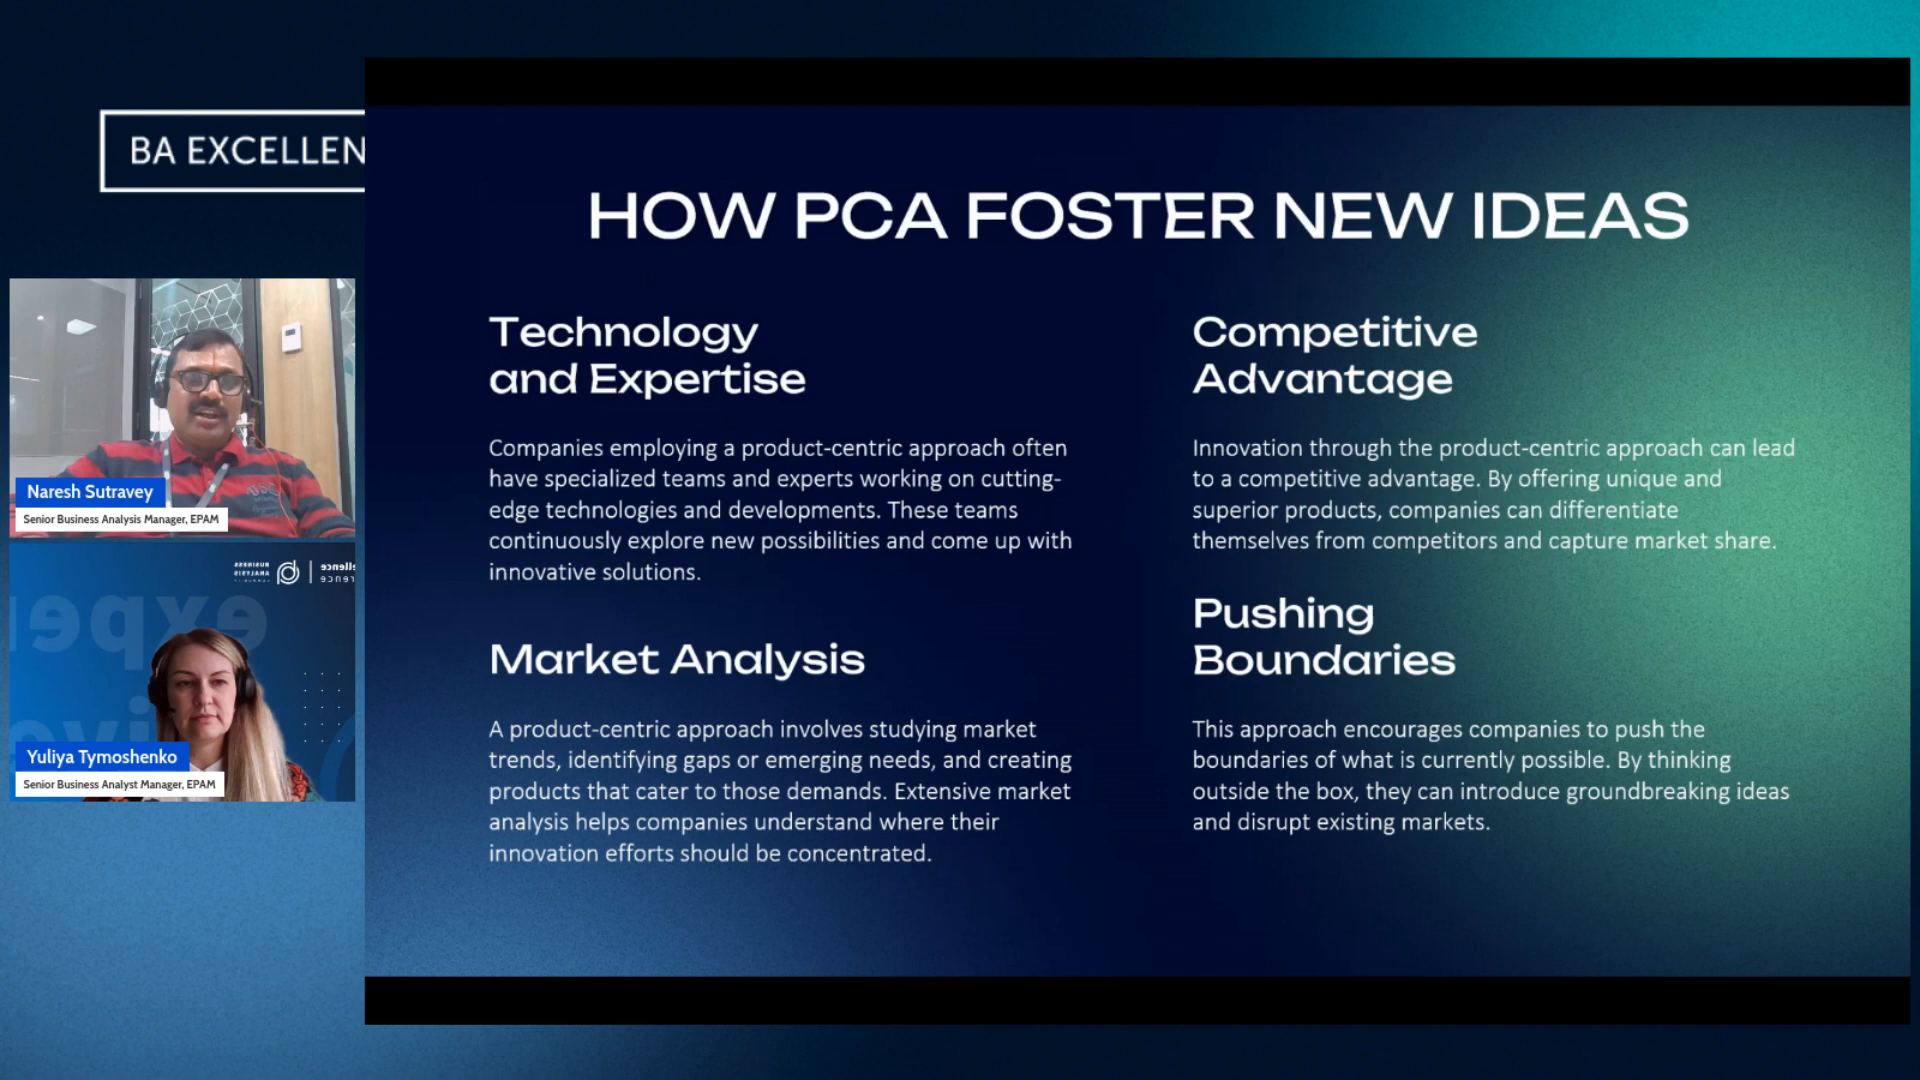 BA EXCELLEN
HOW PCA FOSTER NEW IDEAS
Technology
and Expertise
Companies employing a product-centric approach often
have specialized teams and experts working on cutting-
edge technologies and developments. These teams
continuously explore new possibilities and come up with
innovative solutions.
Market Analysis
A product-centric approach involves studying market
trends, identifying gaps or emerging needs, and creating
products that cater to those demands. Extensive market
analysis helps companies understand where their
innovation efforts should be concentrated.
Competitive
Advantage
Innovation through the product-centric approach can lead
to a competitive advantage. By offering unique and
superior products, companies can differentiate
themselves from competitors and capture market share.
Pushing
Boundaries
This approach encourages companies to push the
boundaries of what is currently possible. By thinking
outside the box, they can introduce groundbreaking ideas
and disrupt existing markets.
Naresh Sutravey
Senior Business Analysis Manager, EPAM
BUSINESS
ANALYSIS
Yuliya Tymoshenko
Senior Business Analyst Manager, EPAM